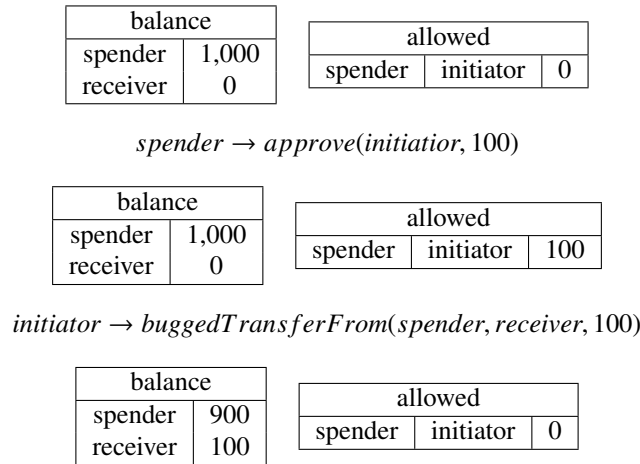 balance
spender 1,000
receiver 0
allowed
spender initiator 0
spender → approve(initiatior, 100)
balance
spender 1,000
receiver 0
allowed
spender initiator 100
initiator → buggedTransferFrom(spender, receiver, 100)
balance
spender 900
receiver 100
allowed
spender initiator 0